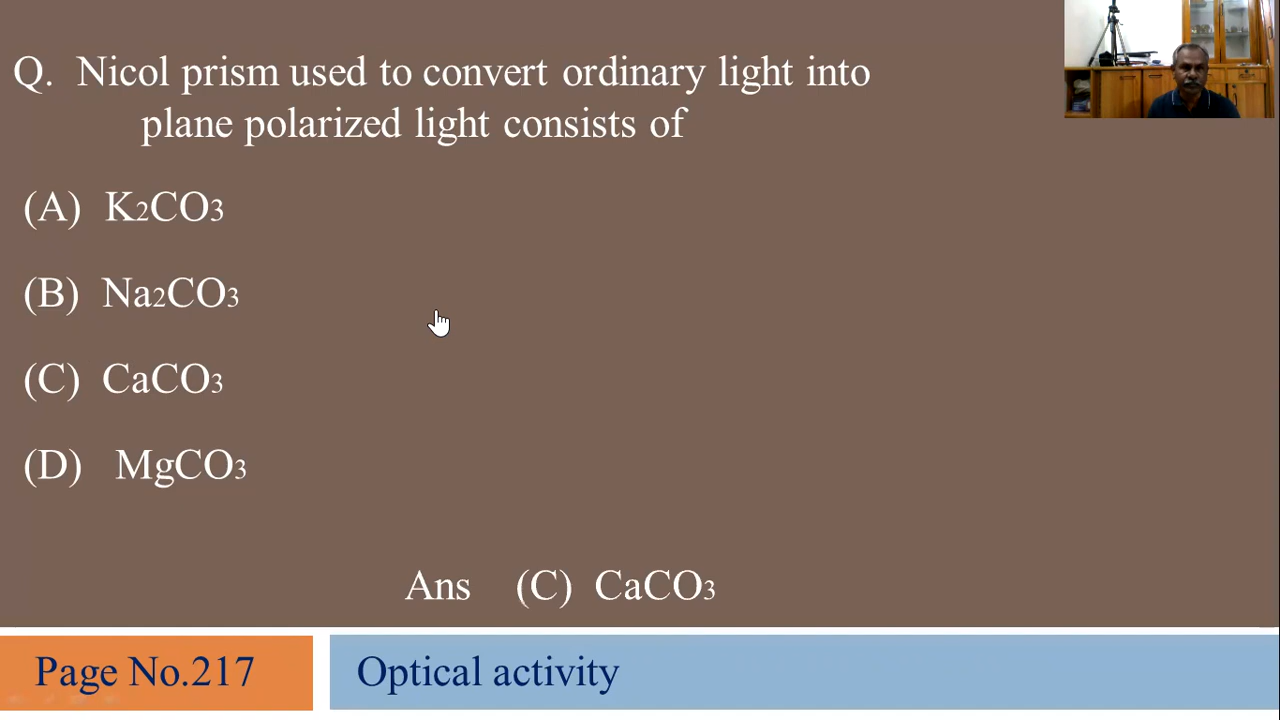 Q. Nicol prism used to convert ordinary light into
plane polarized light consists of
(A) K2CO3
(B) Na2CO3
(C) CaCO3
(D) MgCO3
Ans (C) CaCO3
Page No.217 Optical activity